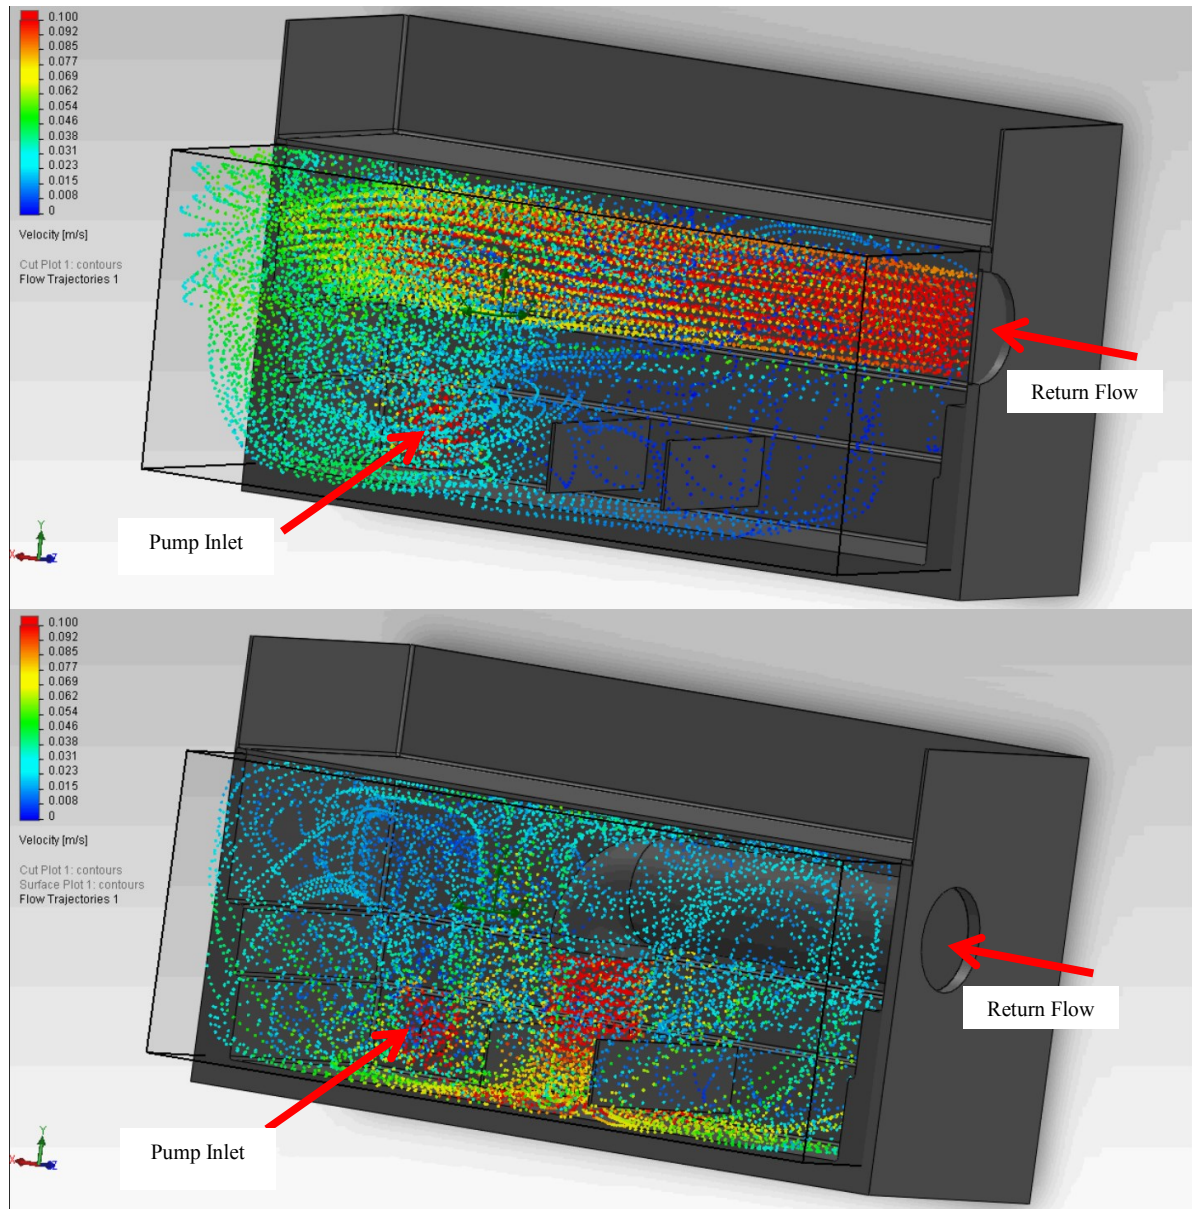 0.100
0.092
0.085
0.077
0.069
0.062
0.054
0.046
0.038
0.031
0.023
0.015
0.008
0
Velocity [m/s]
Cut Plot 1: contours
Flow Trajectories 1
Return Flow
Pump Inlet
Y
X
Z
0.100
0.092
0.085
0.077
0.069
0.062
0.054
0.046
0.038
0.031
0.023
0.015
0.008
0
Velocity [m/s]
Cut Plot 1: contours
Surface Plot 1: contours
Flow Trajectories 1
Return Flow
Pump Inlet
Y
X
Z